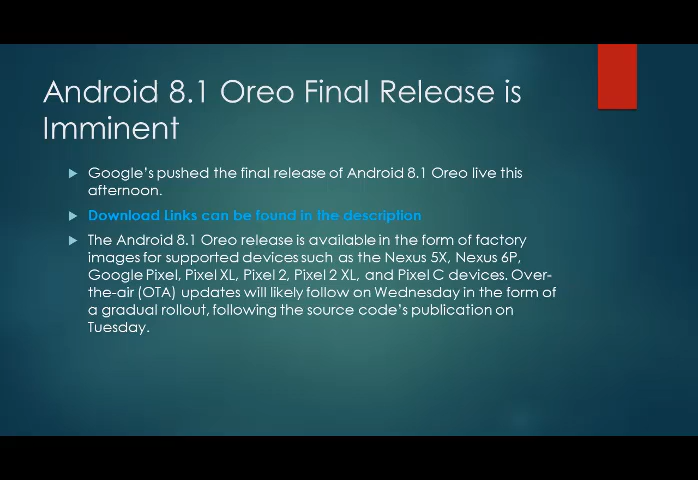 Android 8.1 Oreo Final Release is
Imminent
Google's pushed the final release of Android 8.1 Oreo live this
afternoon.
Download Links can be found in the description
The Android 8.1 Oreo release is available in the form of factory
images for supported devices such as the Nexus 5X, Nexus 6P,
Google Pixel, Pixel XL, Pixel 2, Pixel 2 XL, and Pixel C devices. Over-
the-air (OTA) updates will likely follow on Wednesday in the form of
a gradual rollout, following the source code's publication on
Tuesday.